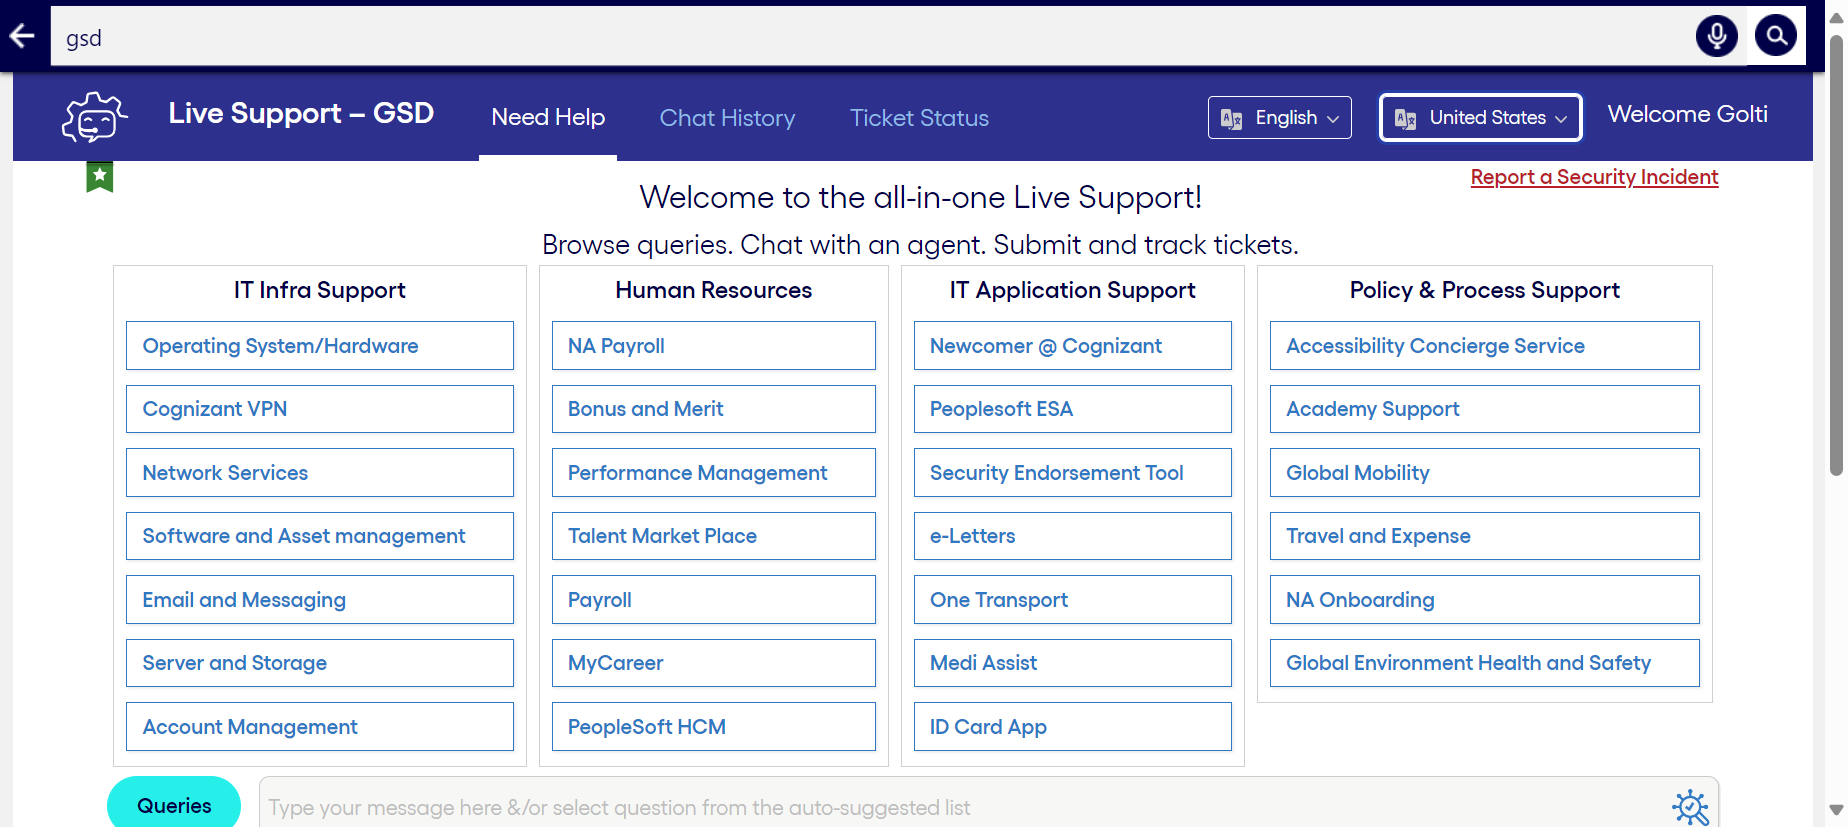 gsd
Live Support – GSD
Need Help
Chat History
Ticket Status
English
United States
Welcome Golti
Report a Security Incident
Welcome to the all-in-one Live Support!
Browse queries. Chat with an agent. Submit and track tickets.
IT Infra Support
Operating System/Hardware
Cognizant VPN
Network Services
Software and Asset management
Email and Messaging
Server and Storage
Account Management
Human Resources
NA Payroll
Bonus and Merit
Performance Management
Talent Market Place
Payroll
MyCareer
PeopleSoft HCM
IT Application Support
Newcomer @ Cognizant
Peoplesoft ESA
Security Endorsement Tool
e-Letters
One Transport
Medi Assist
ID Card App
Policy & Process Support
Accessibility Concierge Service
Academy Support
Global Mobility
Travel and Expense
NA Onboarding
Global Environment Health and Safety
Queries
Type your message here &/or select question from the auto-suggested list